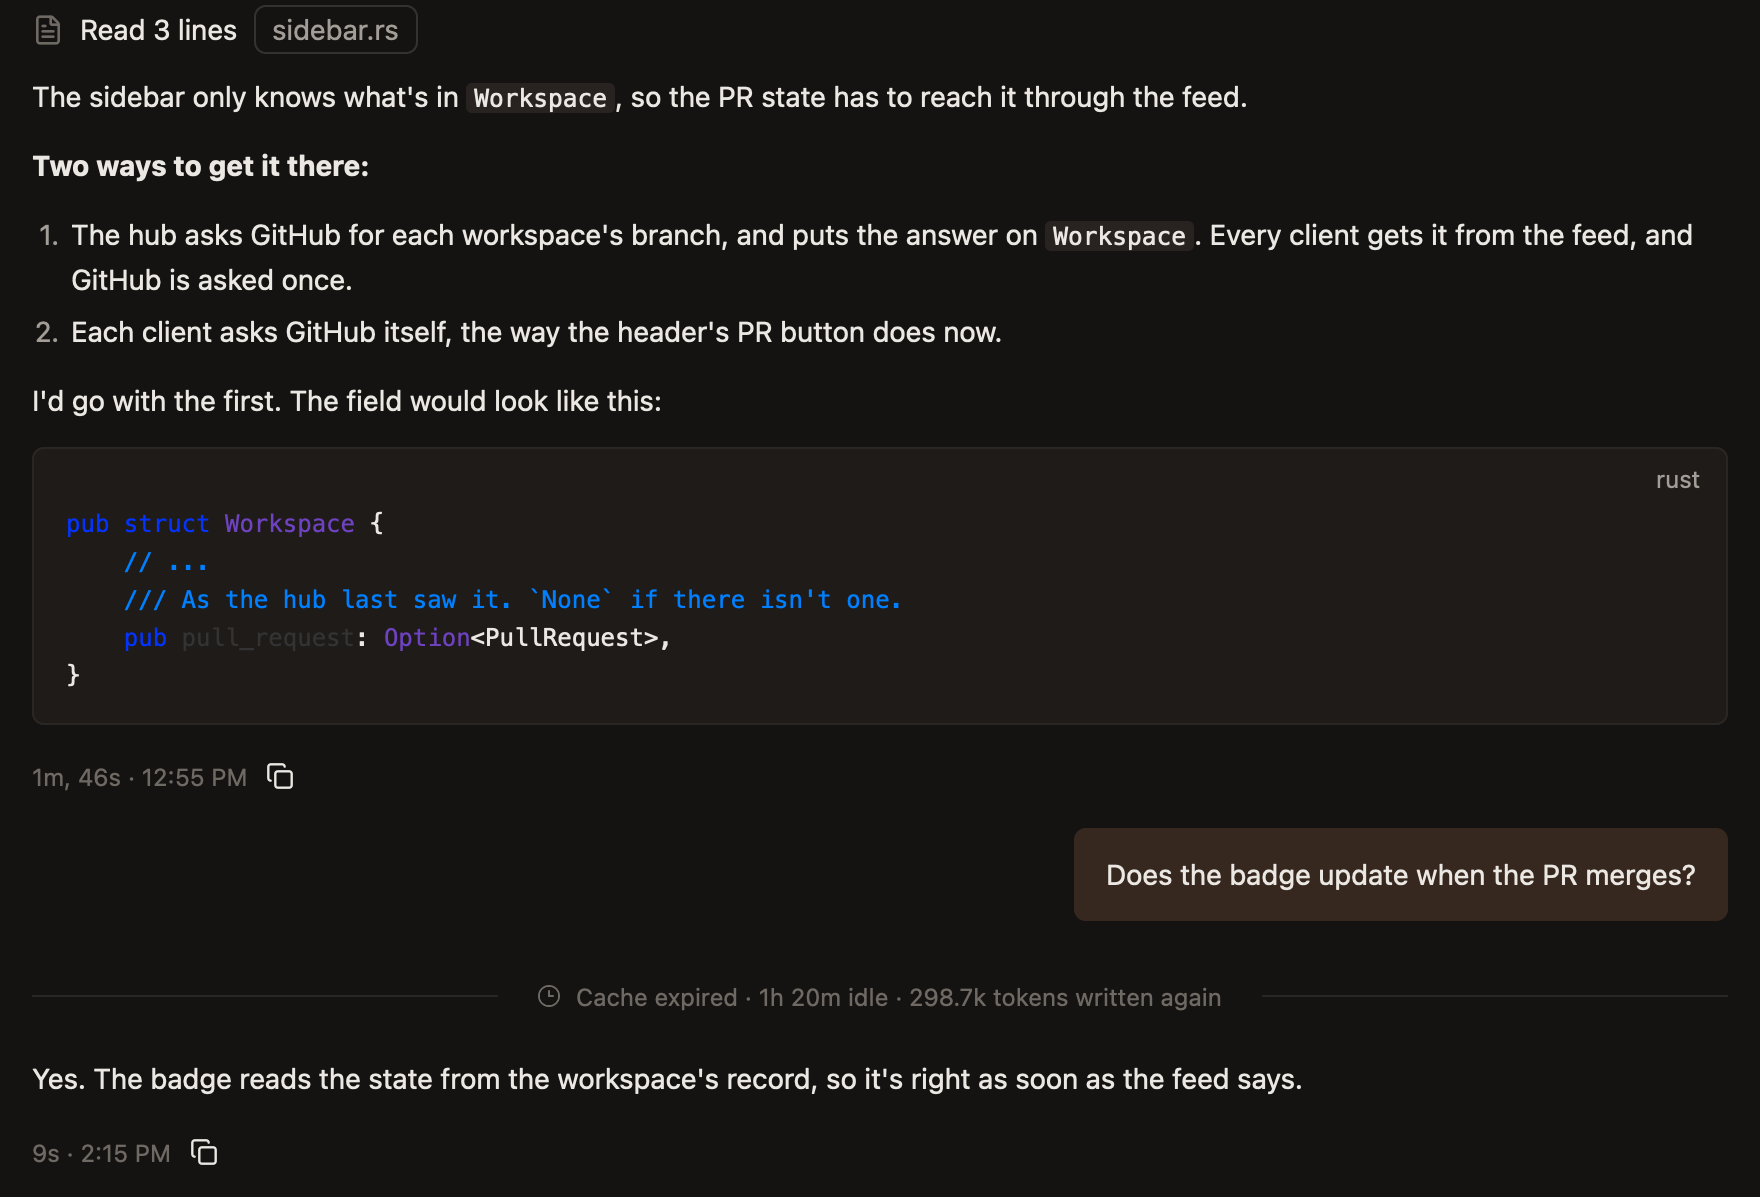 Read 3 lines sidebar.rs
The sidebar only knows what's in Workspace, so the PR state has to reach it through the feed.
Two ways to get it there:
1. The hub asks GitHub for each workspace's branch, and puts the answer on Workspace. Every client gets it from the feed, and
GitHub is asked once.
2. Each client asks GitHub itself, the way the header's PR button does now.
I'd go with the first. The field would look like this:
rust
pub struct Workspace {
    // ...
    /// As the hub last saw it. `None` if there isn't one.
    pub pull_request: Option<PullRequest>,
}
1m, 46s · 12:55 PM
Does the badge update when the PR merges?
Cache expired · 1h 20m idle · 298.7k tokens written again
Yes. The badge reads the state from the workspace's record, so it's right as soon as the feed says.
9s · 2:15 PM